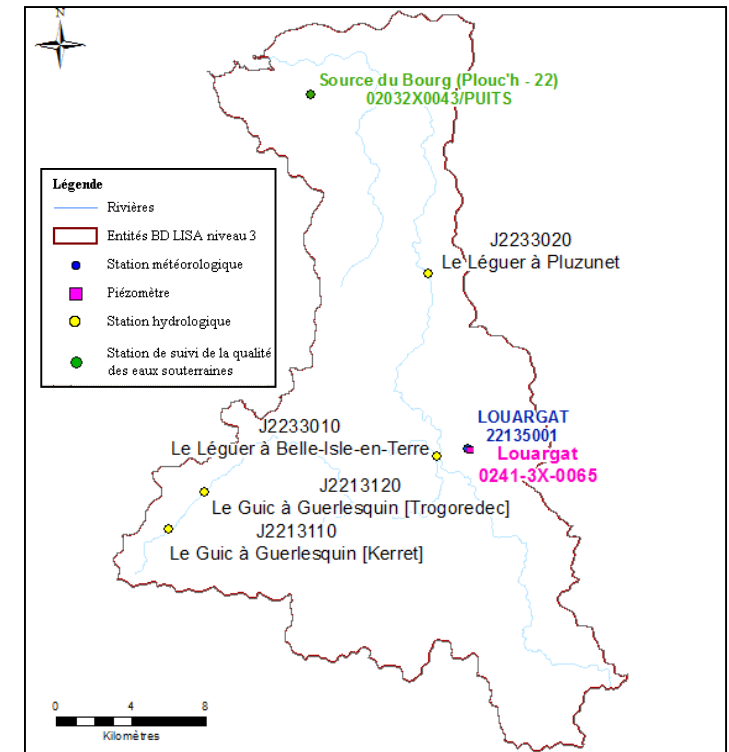 N
Source du Bourg (Plouc'h - 22)
02032X0043/PUITS
Légende
Rivières
Entités BD LISA niveau 3
Station météorologique
Piézomètre
Station hydrologique
Station de suivi de la qualité
des eaux souterraines
J2233020
Le Léguer à Pluzunet
LOUARGAT
22135001
Louargat
0241-3X-0065
J2233010
Le Léguer à Belle-Isle-en-Terre
J2213120
Le Guic à Guerlesquin [Trogoredec]
J2213110
Le Guic à Guerlesquin [Kerret]
0 4 8
Kilomètres